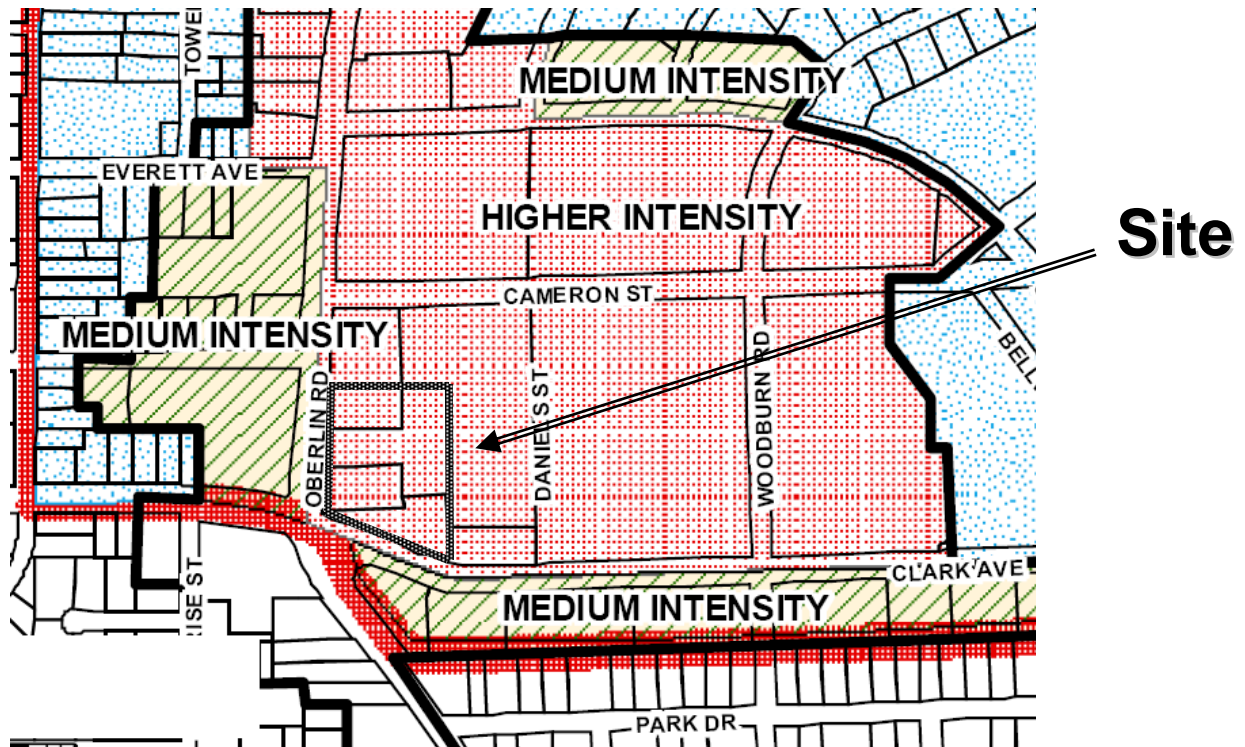 TOWE
MEDIUM INTENSITY
EVERETT AVE
HIGHER INTENSITY
Site
CAMERON ST
MEDIUM INTENSITY
BELL
OBERLIN RD
DANIELS ST
WOODBURN RD
CLARK AVE
RISE ST
MEDIUM INTENSITY
PARK DR